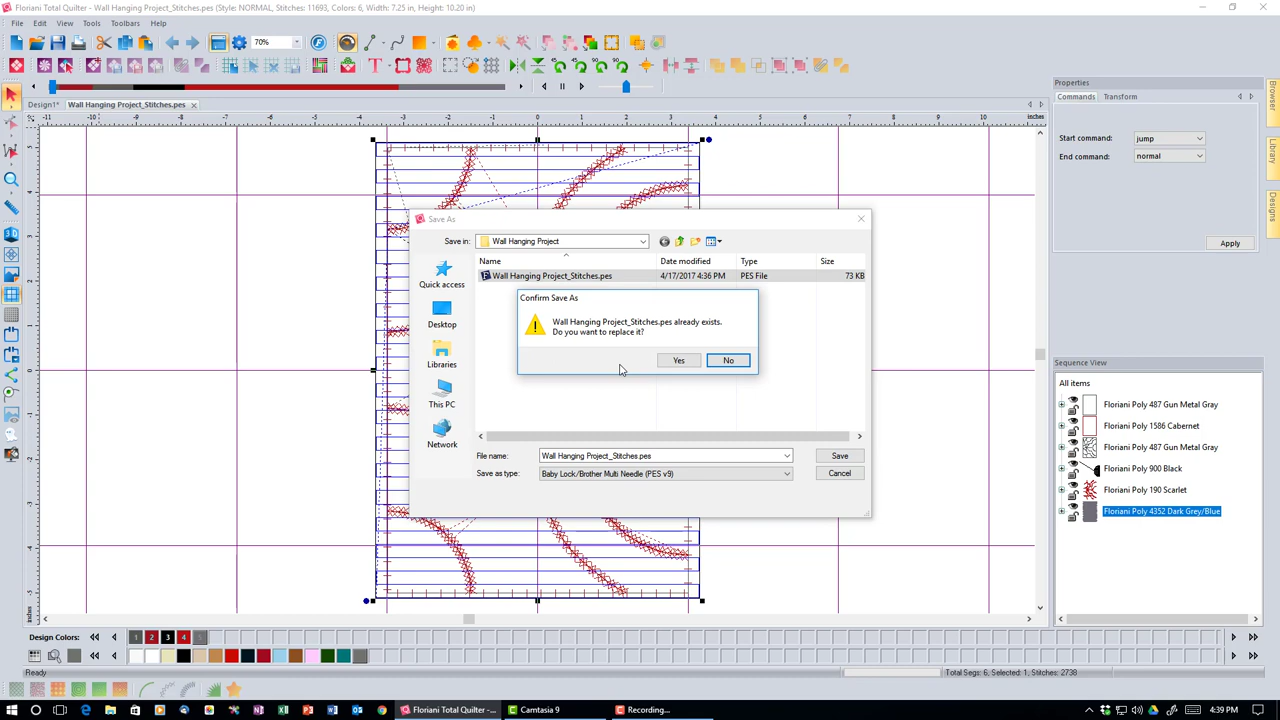 Floriani Total Quilter - Wall Hanging Project_Stitches.pes (Style: NORMAL, Stitches: 11693, Colors: 6, Width: 7.25 in, Height: 10.20 in)
File Edit View Tools Toolbars Help
70%
Design1* Wall Hanging Project_Stitches.pes
inches
Properties
Commands Transform
Start command: jump
End command: normal
Apply
Browser
Library
Designs
Save As
Save in: Wall Hanging Project
Name Date modified Type Size
Wall Hanging Project_Stitches.pes 4/17/2017 4:36 PM PES File 73 KB
Quick access
Desktop
Libraries
This PC
Network
Confirm Save As
Wall Hanging Project_Stitches.pes already exists.
Do you want to replace it?
Yes No
File name: Wall Hanging Project_Stitches.pes Save
Save as type: Baby Lock/Brother Multi Needle (PES v9) Cancel
Sequence View
All items
Floriani Poly 487 Gun Metal Gray
Floriani Poly 1586 Cabernet
Floriani Poly 487 Gun Metal Gray
Floriani Poly 900 Black
Floriani Poly 190 Scarlet
Floriani Poly 4352 Dark Grey/Blue
Design Colors: 1 2 3 4 5
Ready Total Segs: 6, Selected: 1, Stitches: 2738
Floriani Total Quilter -... Camtasia 9 Recording... 4:39 PM